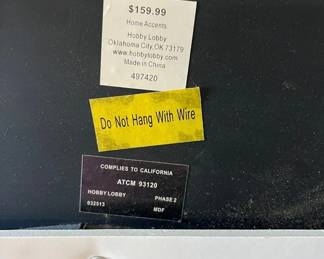 $159.99
Home Accents
Hobby Lobby
Oklahoma City, OK 73179
www.hobbylobby.com
Made in China
497420
Do Not Hang With Wire
COMPLIES TO CALIFORNIA
ATCM 93120
HOBBY LOBBY PHASE 2
032513 MDF